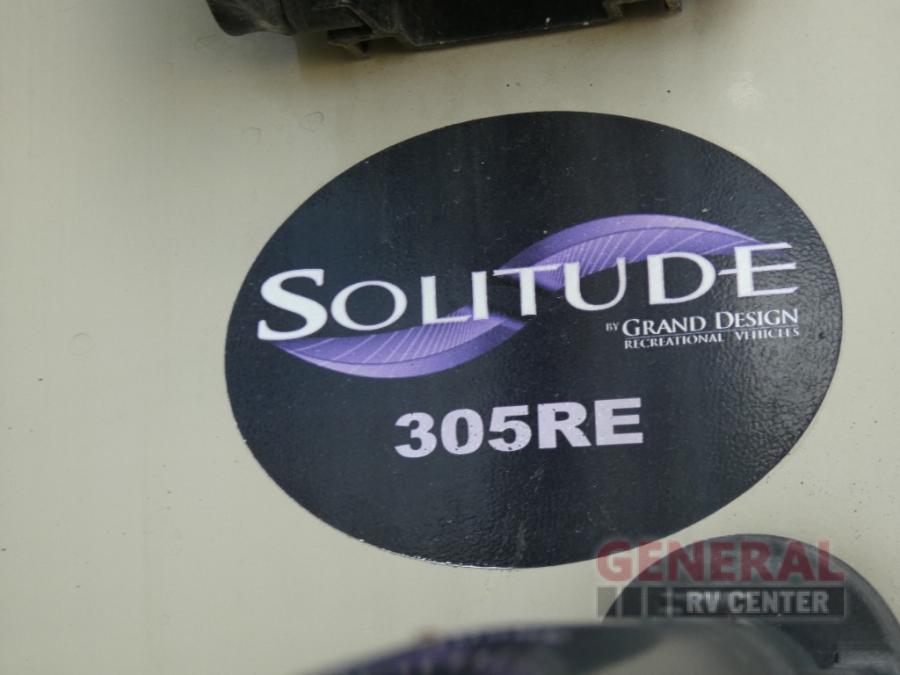 SOLITUDE
BY GRAND DESIGN
RECREATIONAL VEHICLES
305RE
GENERAL
RV CENTER